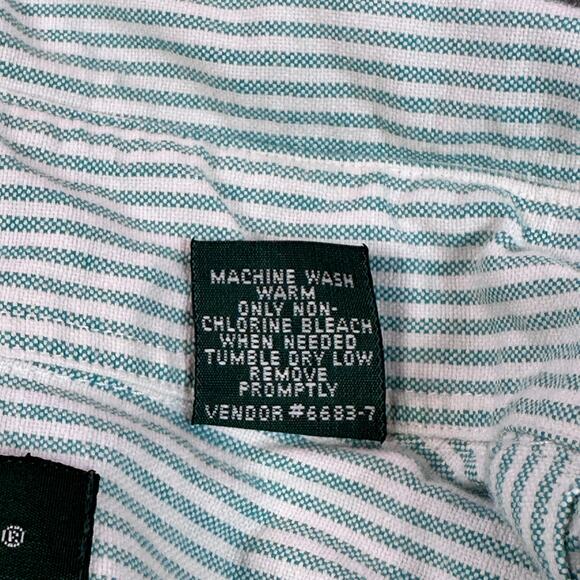 MACHINE WASH
WARM
ONLY NON-
CHLORINE BLEACH
WHEN NEEDED
TUMBLE DRY LOW
REMOVE
PROMPTLY
VENDOR #6683-7
®